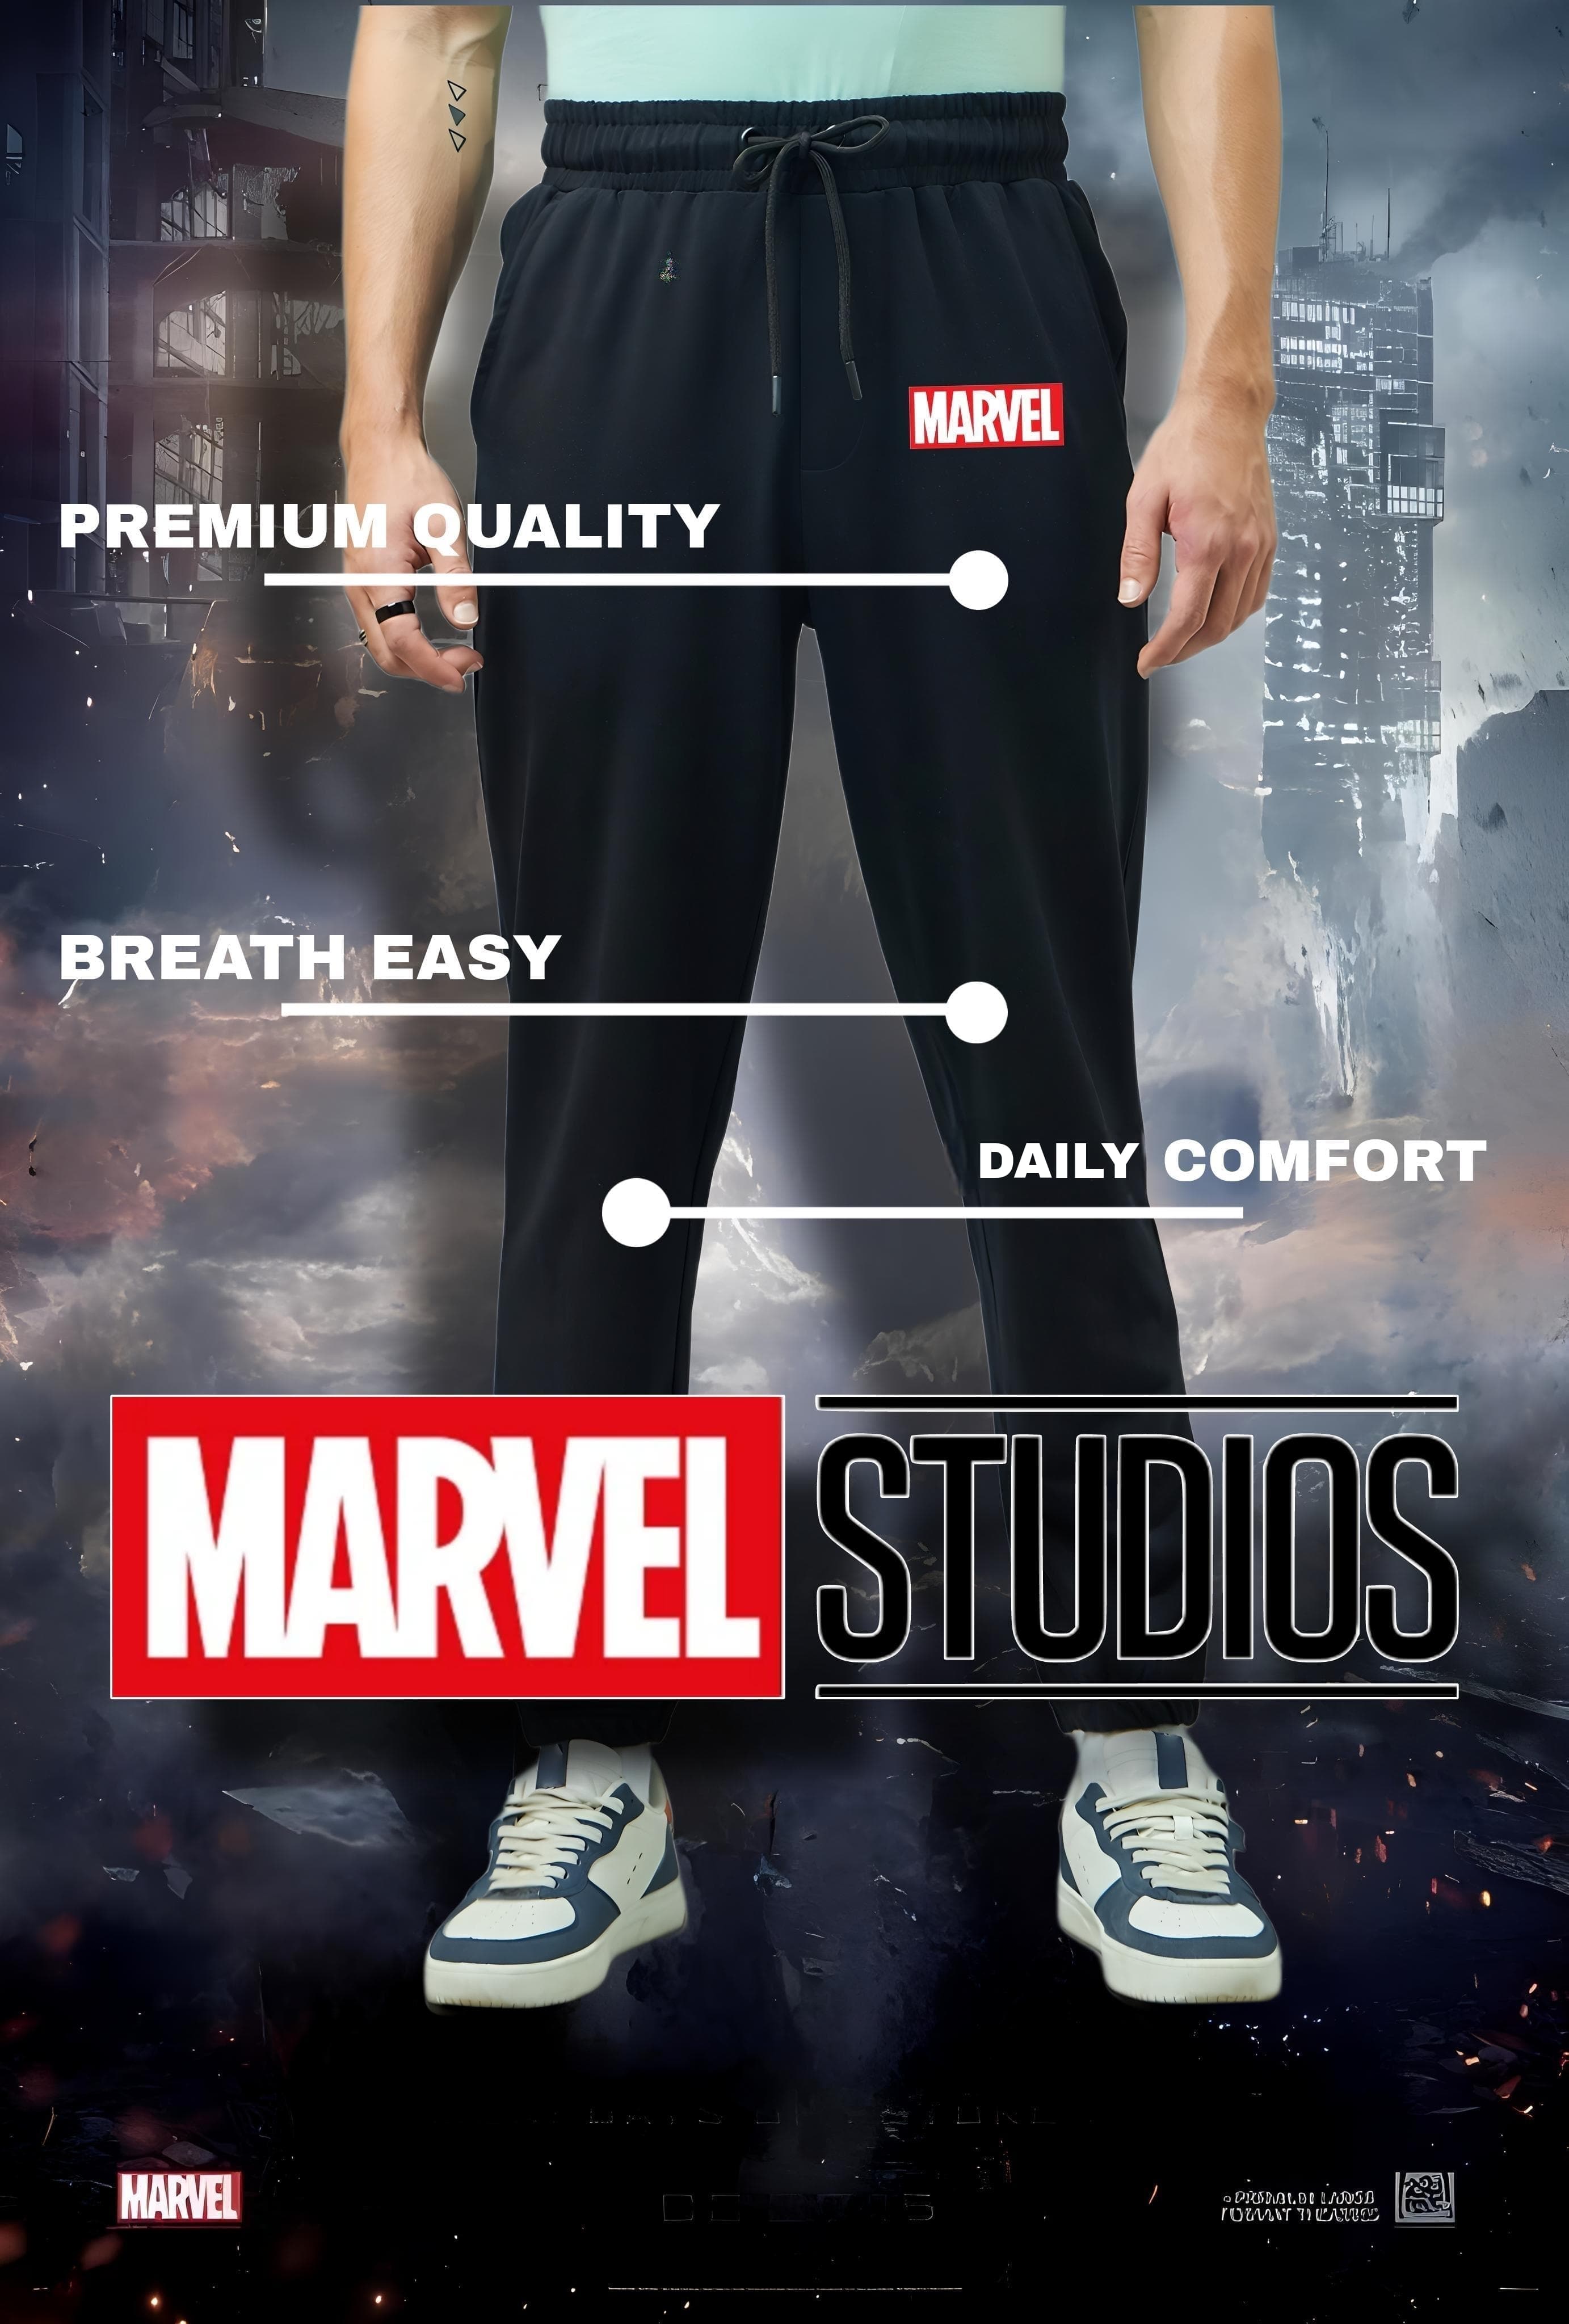 MARVEL
PREMIUM QUALITY
BREATH EASY
DAILY COMFORT
MARVEL STUDIOS
MARVEL